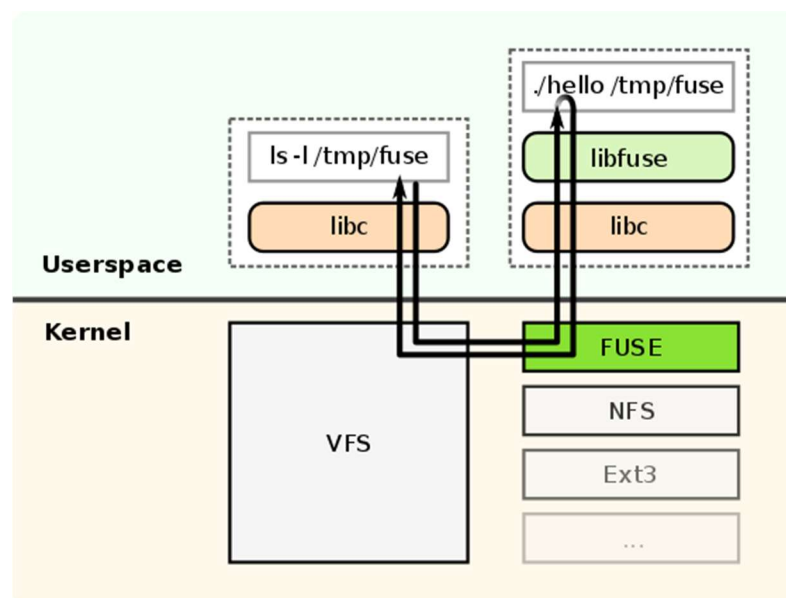 ./hello /tmp/fuse
ls -l /tmp/fuse
libfuse
libc
libc
Userspace
Kernel
FUSE
NFS
VFS
Ext3
...